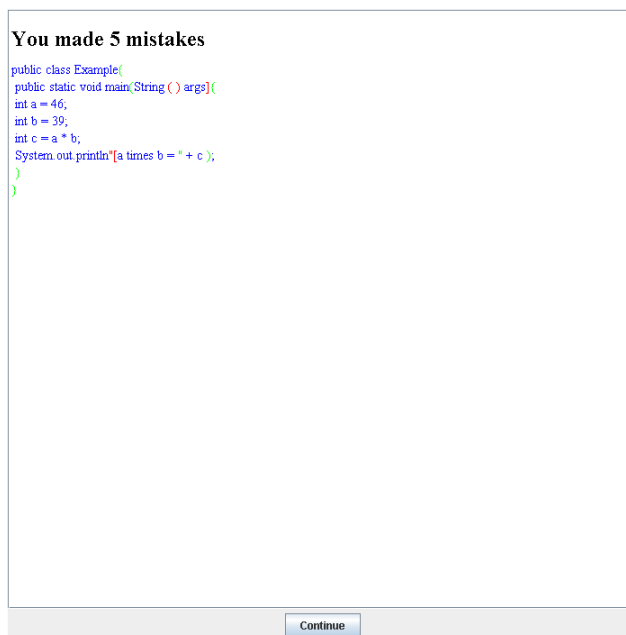 You made 5 mistakes
public class Example{
public static void main(String ( ) args]{
int a = 46;
int b = 39;
int c = a * b;
System.out.println"[a times b = " + c );
}
}
Continue